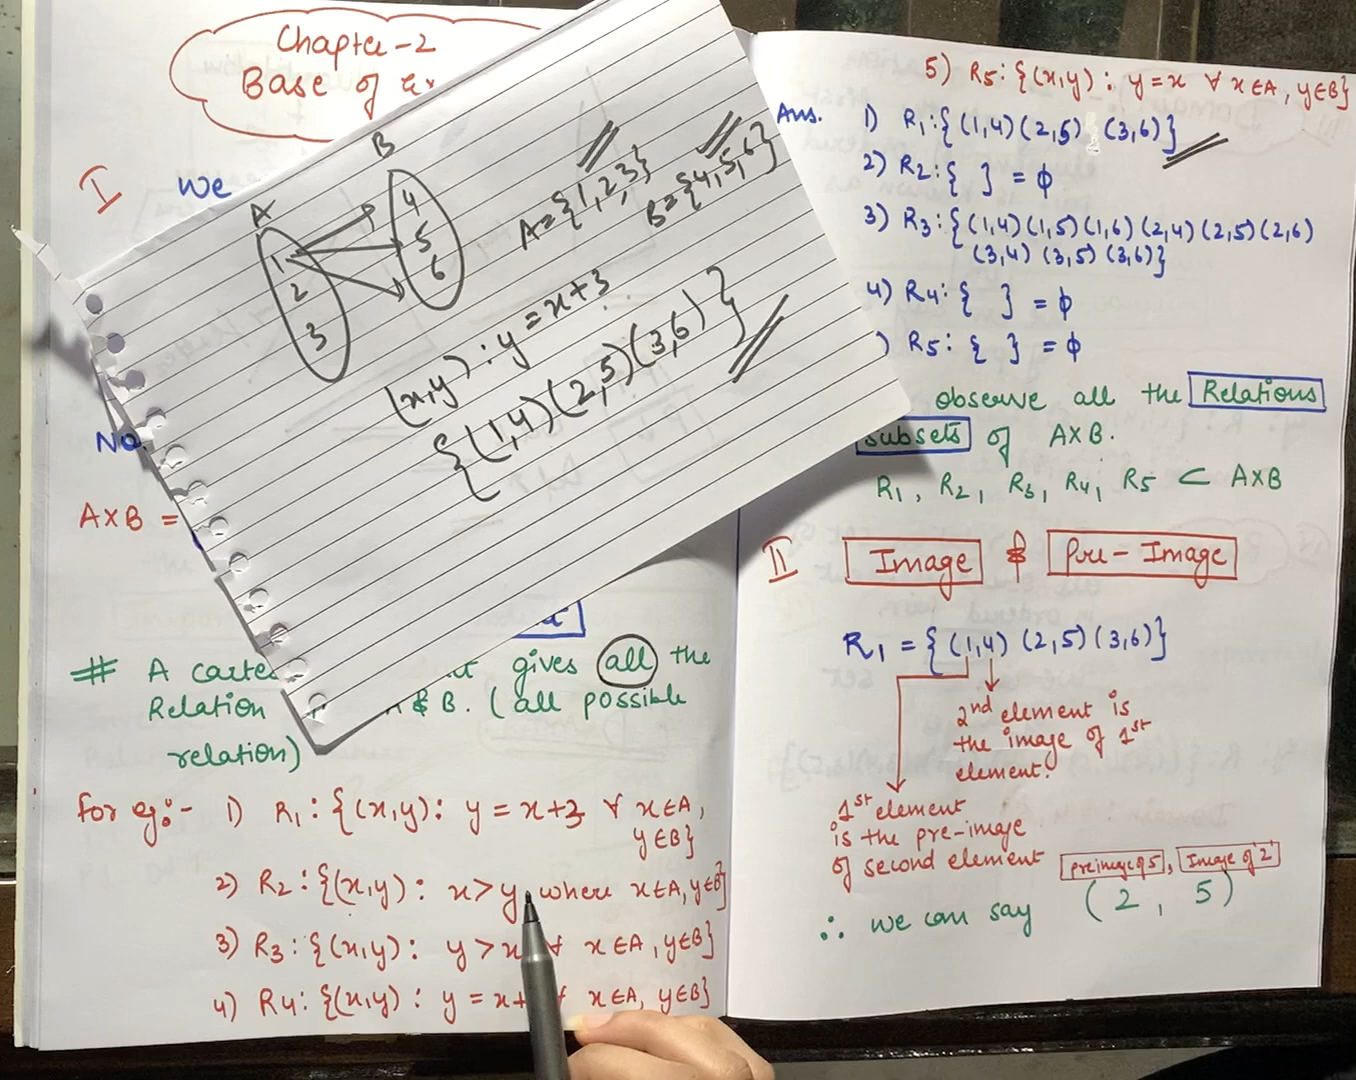 Chapter-2
Base of
I we
A×B =
# A carte gives all the
Relation & B. (all possible
relation)
for eg:- 1) R₁ : {(x,y) : y = x+3 ∀ x∈A,
y∈B}
2) R₂ : {(x,y) : x>y where x∈A, y∈B}
3) R₃ : {(x,y) : y>x ∀ x∈A, y∈B}
4) R₄ : {(x,y) : y = x+ x∈A, y∈B}
A B
1 4
2 5
3 6
A={1,2,3} B={4,5,6}
(x,y) : y = x+3
{(1,4)(2,5)(3,6)}
5) R₅ : {(x,y) : y = x ∀ x∈A, y∈B}
Ans. 1) R₁ : {(1,4)(2,5) (3,6)}
2) R₂ : { } = ϕ
3) R₃ : {(1,4)(1,5)(1,6)(2,4)(2,5)(2,6)
(3,4) (3,5) (3,6)}
4) R₄ : { } = ϕ
) R₅ : { } = ϕ
observe all the Relations
subsets of A×B.
R₁, R₂, R₃, R₄, R₅ ⊂ A×B
II Image & Pre-Image
R₁ = {(1,4) (2,5) (3,6)}
2nd element is
the image of 1st
element.
1st element
is the pre-image
of second element
preimage of 5, Image of '2'
∴ we can say (2, 5)